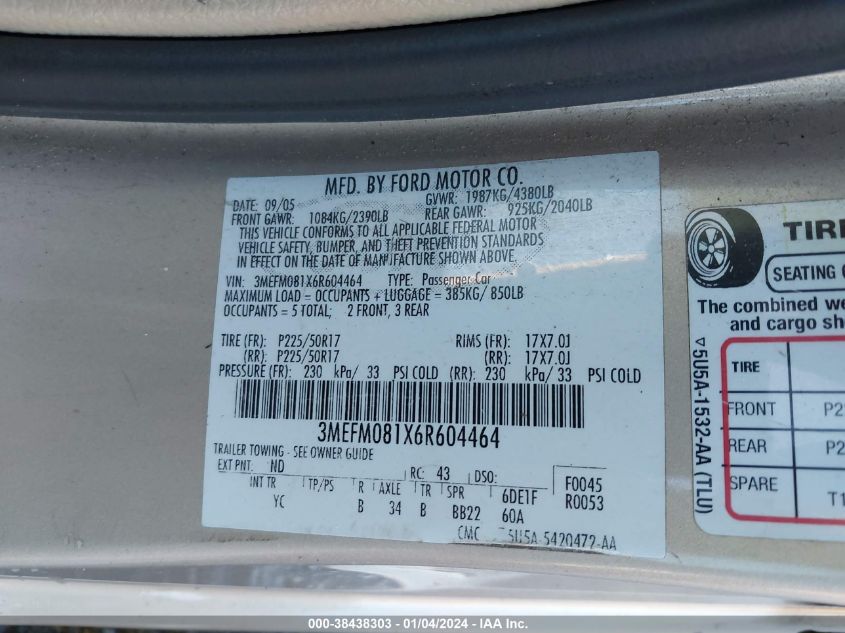 MFD. BY FORD MOTOR CO.
DATE: 09/05 GVWR: 1987KG/4380LB
FRONT GAWR: 1084KG/2390LB REAR GAWR: 925KG/2040LB
THIS VEHICLE CONFORMS TO ALL APPLICABLE FEDERAL MOTOR
VEHICLE SAFETY, BUMPER, AND THEFT PREVENTION STANDARDS
IN EFFECT ON THE DATE OF MANUFACTURE SHOWN ABOVE.
VIN: 3MEFM081X6R604464 TYPE: Passenger Car
MAXIMUM LOAD = OCCUPANTS + LUGGAGE = 385KG/ 850LB
OCCUPANTS = 5 TOTAL; 2 FRONT, 3 REAR
TIRE (FR): P225/50R17 RIMS (FR): 17X7.0J
(RR): P225/50R17 (RR): 17X7.0J
PRESSURE (FR): 230 kPa/ 33 PSI COLD (RR): 230 kPa/ 33 PSI COLD
3MEFM081X6R604464
TRAILER TOWING - SEE OWNER GUIDE
EXT PNT: ND RC: 43 DSO: F0045
INT TR TP/PS R AXLE TR SPR 6DE1F R0053
YC B 34 B BB22 60A
CMC 5U5A-5420472-AA
TIRE
SEATING
The combined
and cargo
5U5A-1532-AA (TLU)
TIRE
FRONT
REAR
SPARE
000-38438303 - 01/04/2024 - IAA Inc.